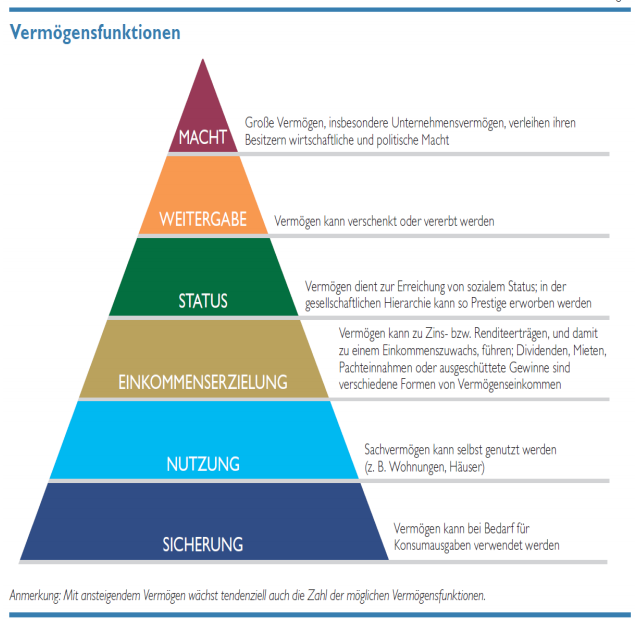 Vermögensfunktionen
MACHT
Große Vermögen, insbesondere Unternehmensvermögen, verleihen ihren
Besitzern wirtschaftliche und politische Macht
WEITERGABE
Vermögen kann verschenkt oder vererbt werden
STATUS
Vermögen dient zur Erreichung von sozialem Status; in der
gesellschaftlichen Hierarchie kann so Prestige erworben werden
EINKOMMENSERZIELUNG
Vermögen kann zu Zins- bzw. Renditeerträgen, und damit
zu einem Einkommenszuwachs, führen; Dividenden, Mieten,
Pachteinnahmen oder ausgeschüttete Gewinne sind
verschiedene Formen von Vermögenseinkommen
NUTZUNG
Sachvermögen kann selbst genutzt werden
(z. B. Wohnungen, Häuser)
SICHERUNG
Vermögen kann bei Bedarf für
Konsumausgaben verwendet werden
Anmerkung: Mit ansteigendem Vermögen wächst tendenziell auch die Zahl der möglichen Vermögensfunktionen.